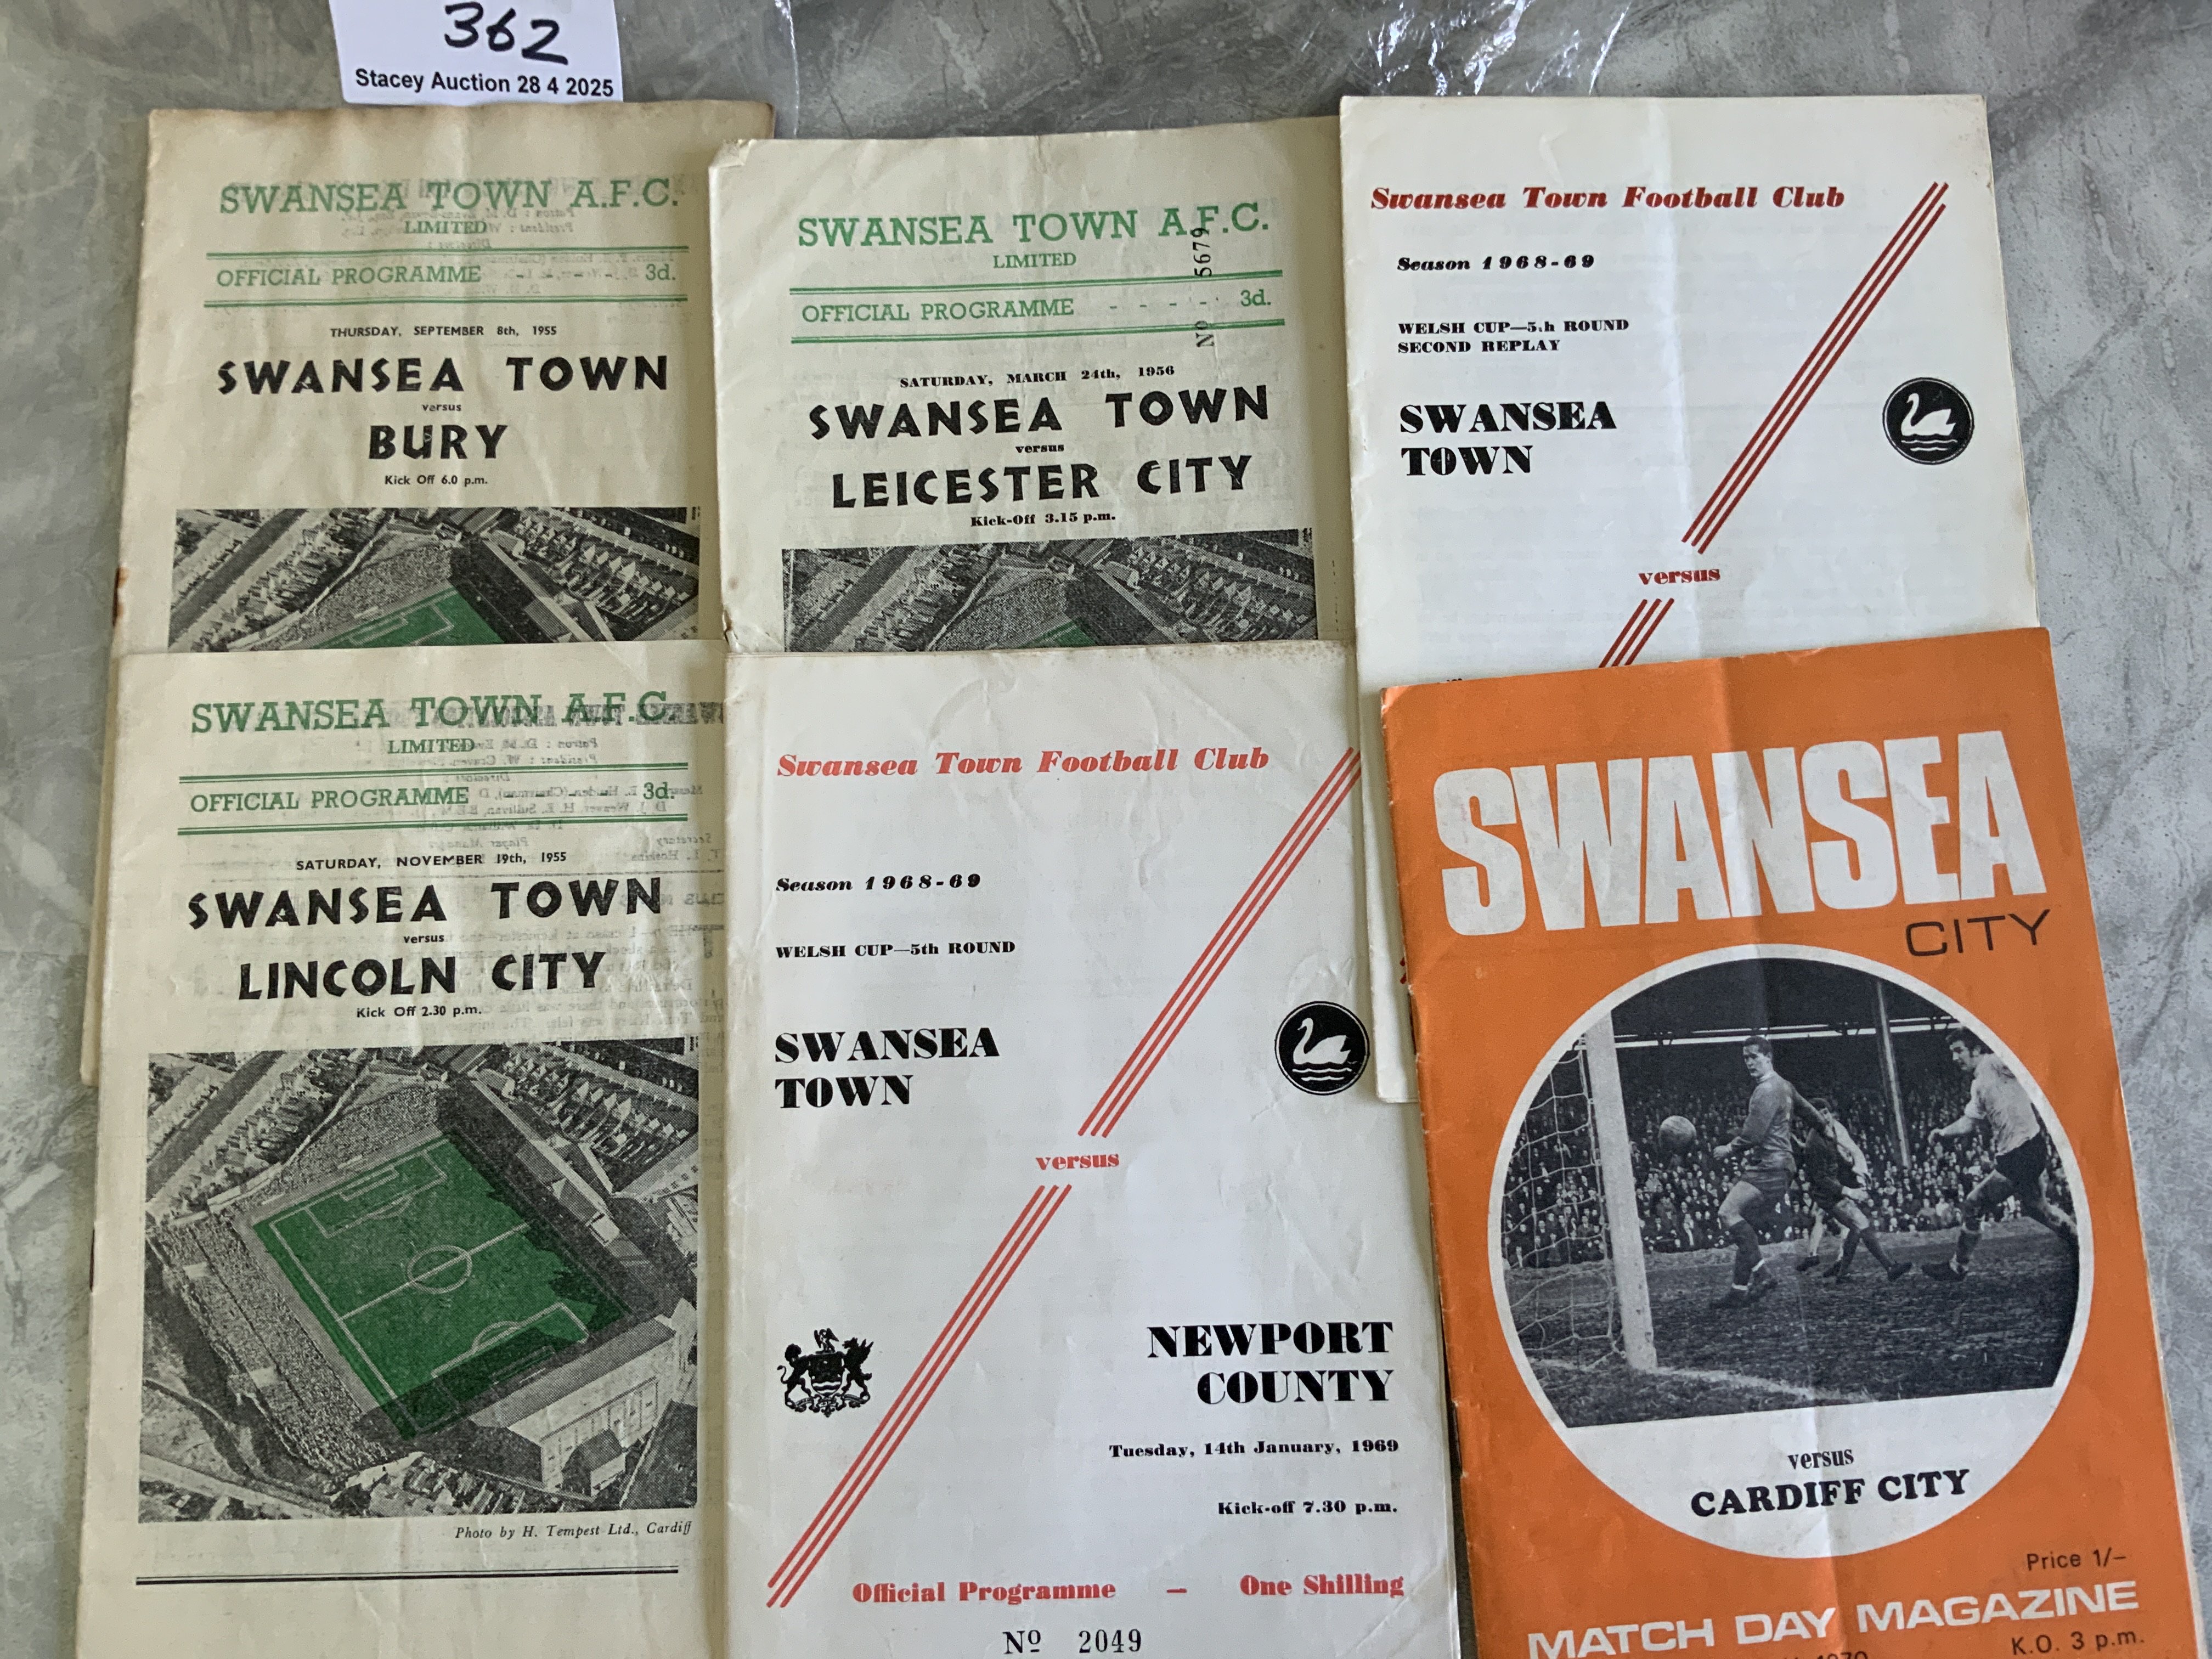 362
Stacey Auction 28 4 2025
SWANSEA TOWN A.F.C.
LIMITED
OFFICIAL PROGRAMME - - - - 3d.
THURSDAY, SEPTEMBER 8th, 1955
SWANSEA TOWN
versus
BURY
Kick Off 6.0 p.m.
SWANSEA TOWN A.F.C.
LIMITED
OFFICIAL PROGRAMME - - - - 3d.
Nº 5679
SATURDAY, MARCH 24th, 1956
SWANSEA TOWN
versus
LEICESTER CITY
Kick-Off 3.15 p.m.
Swansea Town Football Club
Season 1968-69
WELSH CUP—5th ROUND
SECOND REPLAY
SWANSEA
TOWN
versus
SWANSEA TOWN A.F.C.
LIMITED
OFFICIAL PROGRAMME 3d.
SATURDAY, NOVEMBER 19th, 1955
SWANSEA TOWN
versus
LINCOLN CITY
Kick Off 2.30 p.m.
Photo by H. Tempest Ltd., Cardiff
Swansea Town Football Club
Season 1968-69
WELSH CUP—5th ROUND
SWANSEA
TOWN
versus
NEWPORT
COUNTY
Tuesday, 14th January, 1969
Kick-off 7.30 p.m.
Official Programme — One Shilling
Nº 2049
SWANSEA
CITY
versus
CARDIFF CITY
Price 1/–
MATCH DAY MAGAZINE
K.O. 3 p.m.
1970